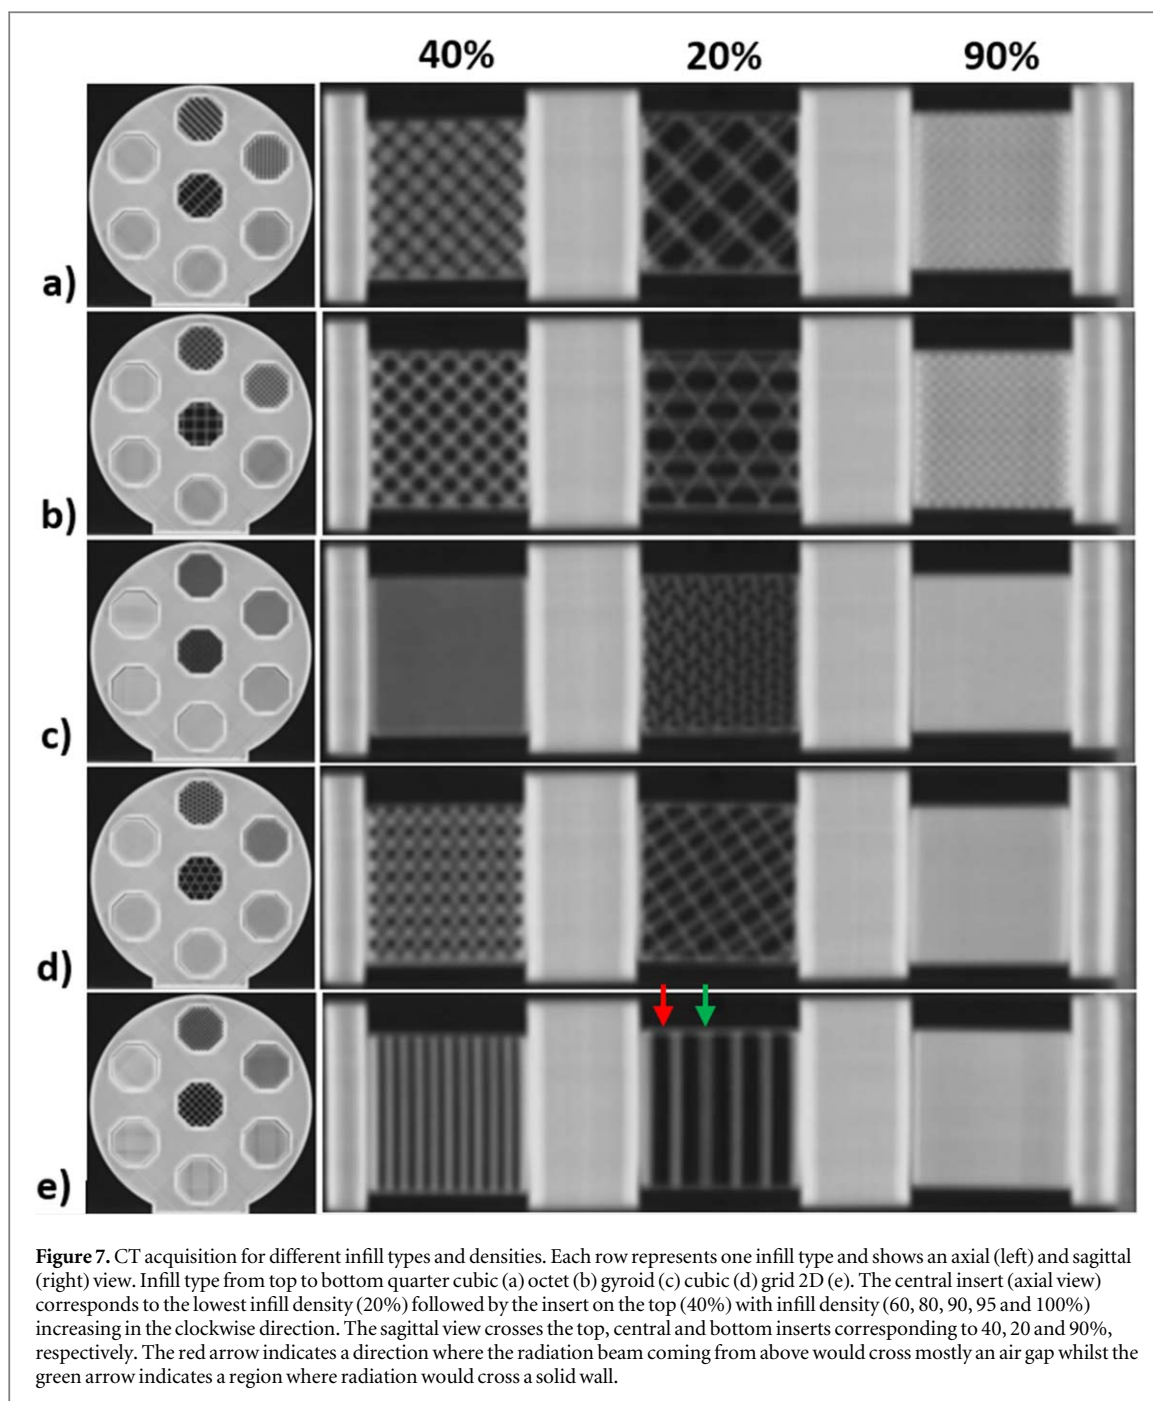 40% 20% 90%
a)
b)
c)
d)
e)
Figure 7. CT acquisition for different infill types and densities. Each row represents one infill type and shows an axial (left) and sagittal
(right) view. Infill type from top to bottom quarter cubic (a) octet (b) gyroid (c) cubic (d) grid 2D (e). The central insert (axial view)
corresponds to the lowest infill density (20%) followed by the insert on the top (40%) with infill density (60, 80, 90, 95 and 100%)
increasing in the clockwise direction. The sagittal view crosses the top, central and bottom inserts corresponding to 40, 20 and 90%,
respectively. The red arrow indicates a direction where the radiation beam coming from above would cross mostly an air gap whilst the
green arrow indicates a region where radiation would cross a solid wall.